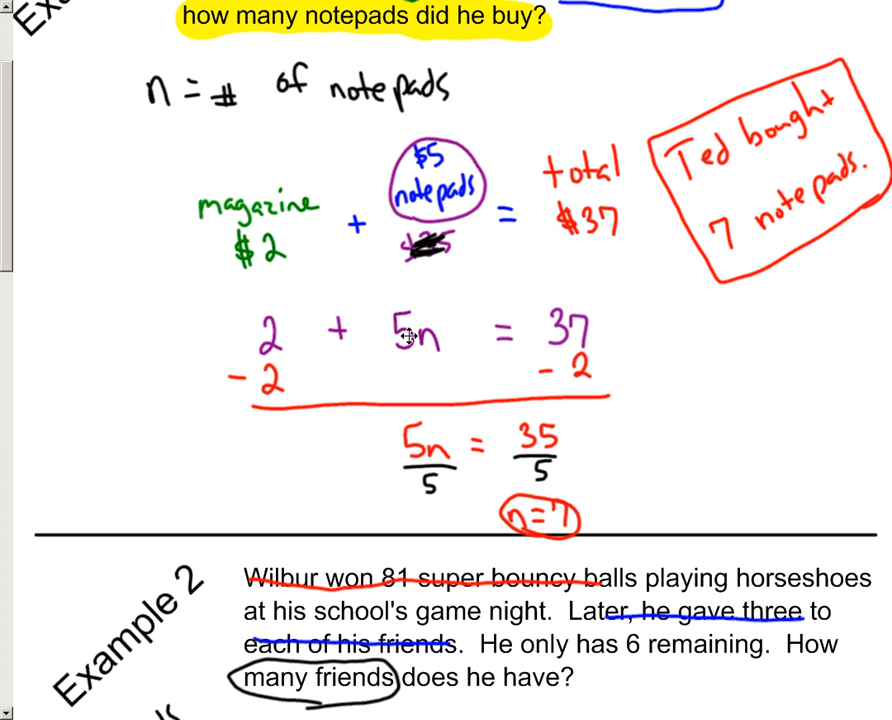 how many notepads did he buy?
n = # of notepads
magazine $2 + $5 notepads = total $37
Ted bought
7 notepads.
2 + 5n = 37
- 2 - 2
5n = 35
5 5
n=7
Example 2
Wilbur won 81 super bouncy balls playing horseshoes
at his school's game night. Later, he gave three to
each of his friends. He only has 6 remaining. How
many friends does he have?